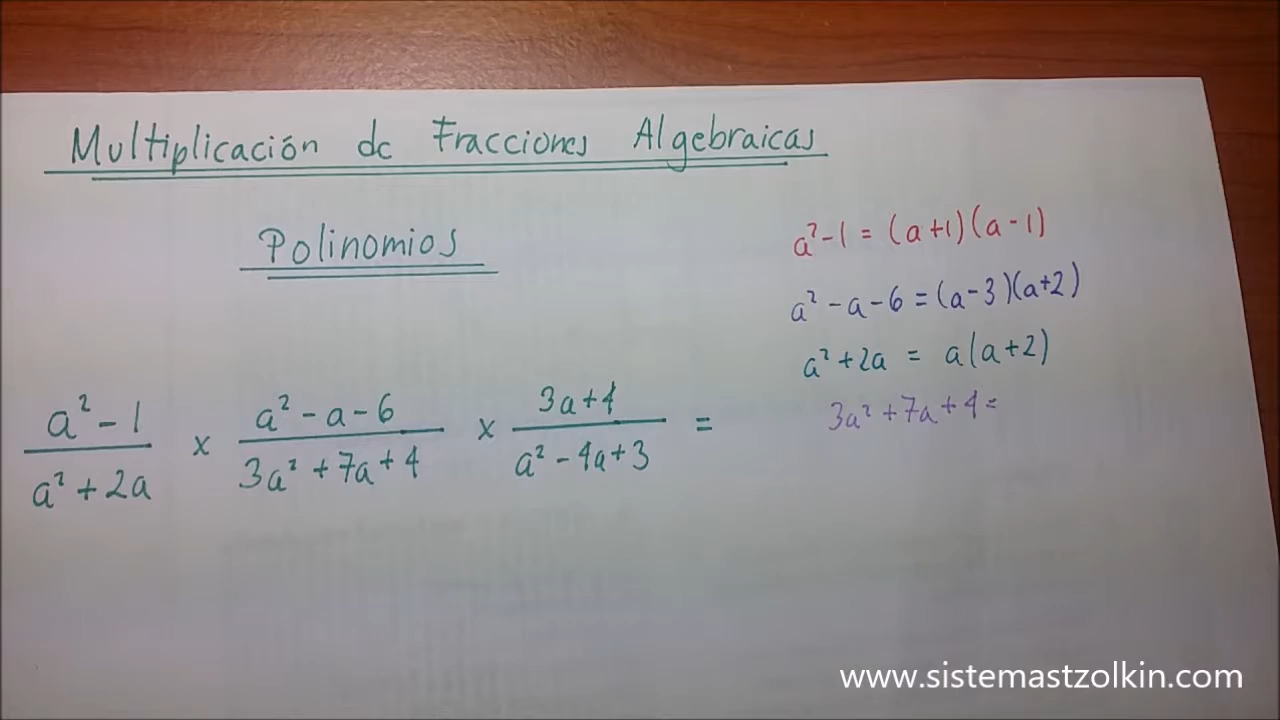 Multiplicación de Fracciones Algebraicas
Polinomios
a² - 1 / a² + 2a x a² - a - 6 / 3a² + 7a + 4 x 3a + 4 / a² - 4a + 3 =
a² - 1 = (a + 1)(a - 1)
a² - a - 6 = (a - 3)(a + 2)
a² + 2a = a(a + 2)
3a² + 7a + 4 =
www.sistemastzolkin.com